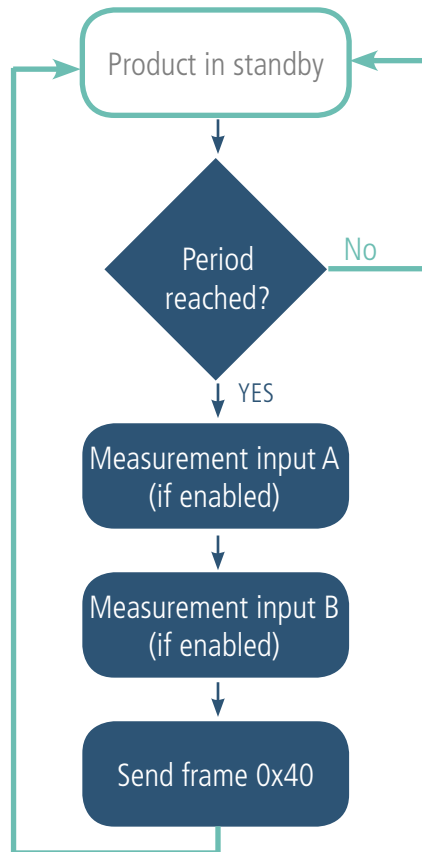 Product in standby
Period
reached?
No
YES
Measurement input A
(if enabled)
Measurement input B
(if enabled)
Send frame 0x40